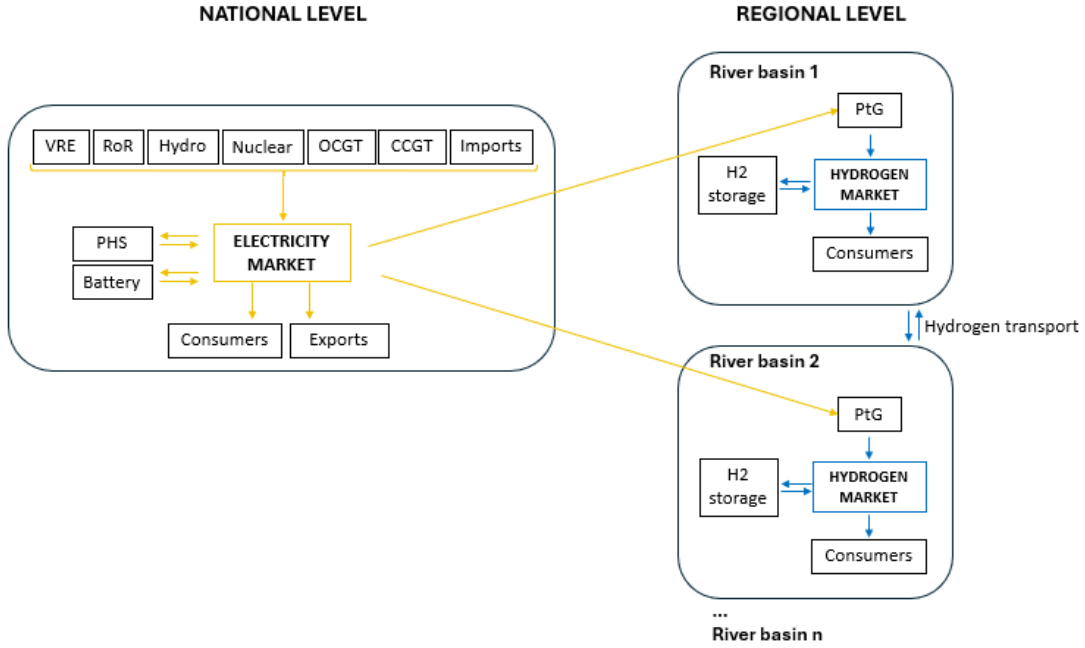 NATIONAL LEVEL
REGIONAL LEVEL
VRE
RoR
Hydro
Nuclear
OCGT
CCGT
Imports
ELECTRICITY
MARKET
PHS
Battery
Consumers
Exports
River basin 1
PtG
H2
storage
HYDROGEN
MARKET
Consumers
Hydrogen transport
River basin 2
PtG
H2
storage
HYDROGEN
MARKET
Consumers
...
River basin n